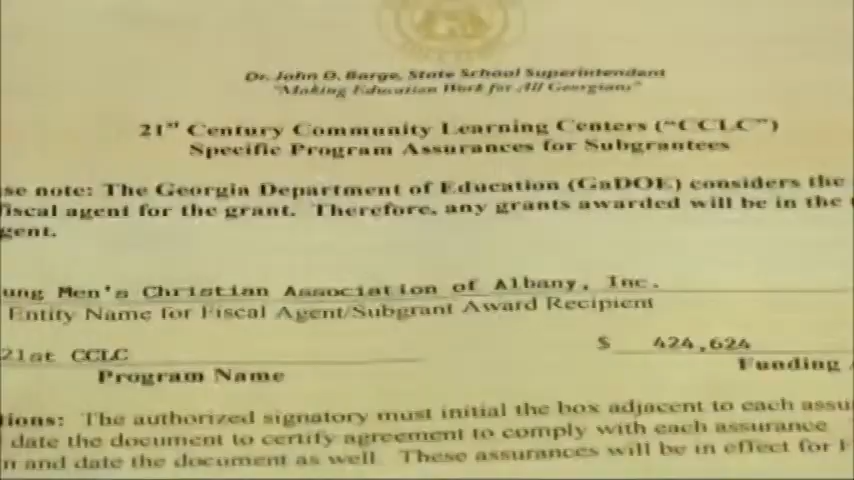 Dr. John D. Barge, State School Superintendent
"Making Education Work for All Georgians"
21st Century Community Learning Centers ("CCLC")
Specific Program Assurances for Subgrantees
se note: The Georgia Department of Education (GaDOE) considers the
fiscal agent for the grant. Therefore, any grants awarded will be in the
gent.
ung Men's Christian Association of Albany, Inc.
Entity Name for Fiscal Agent/Subgrant Award Recipient
21st CCLC $ 424,624
Program Name Funding
tions: The authorized signatory must initial the box adjacent to each assu
date the document to certify agreement to comply with each assurance
n and date the document as well. These assurances will be in effect for